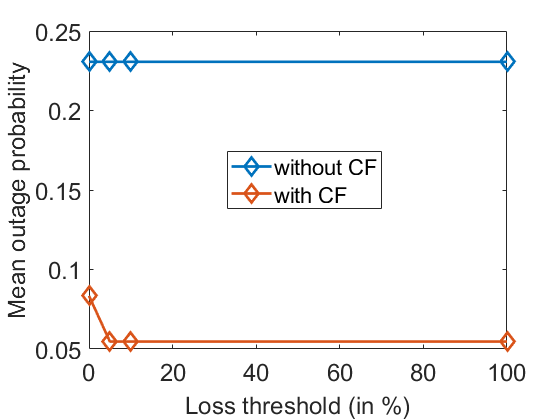 0.25
0.2
0.15
0.1
0.05
Mean outage probability
without CF
with CF
0 20 40 60 80 100
Loss threshold (in %)